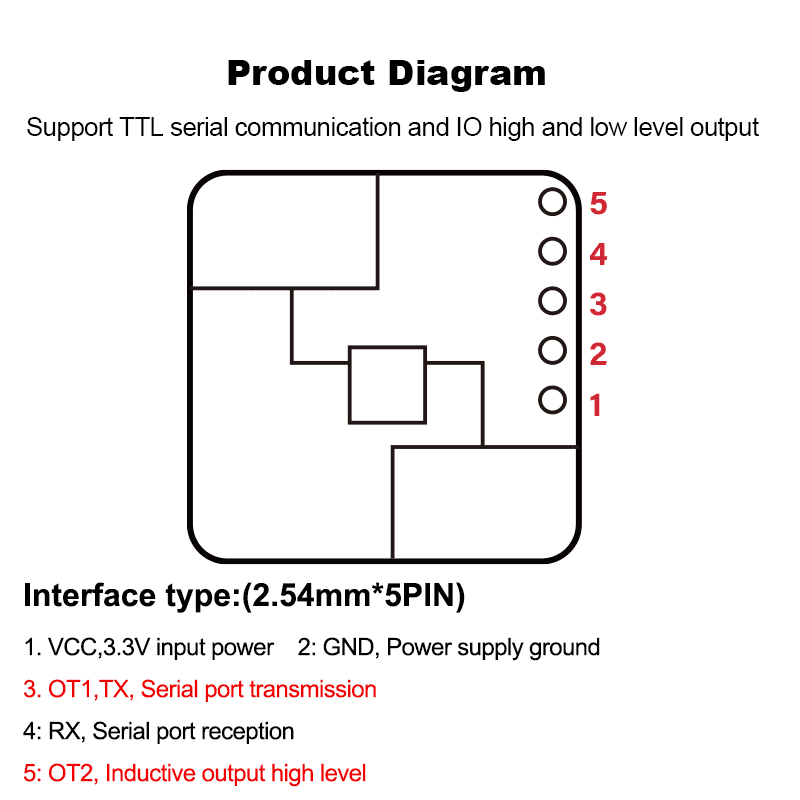 Product Diagram
Support TTL serial communication and IO high and low level output
5
4
3
2
1
Interface type:(2.54mm*5PIN)
1. VCC,3.3V input power 2: GND, Power supply ground
3. OT1,TX, Serial port transmission
4: RX, Serial port reception
5: OT2, Inductive output high level